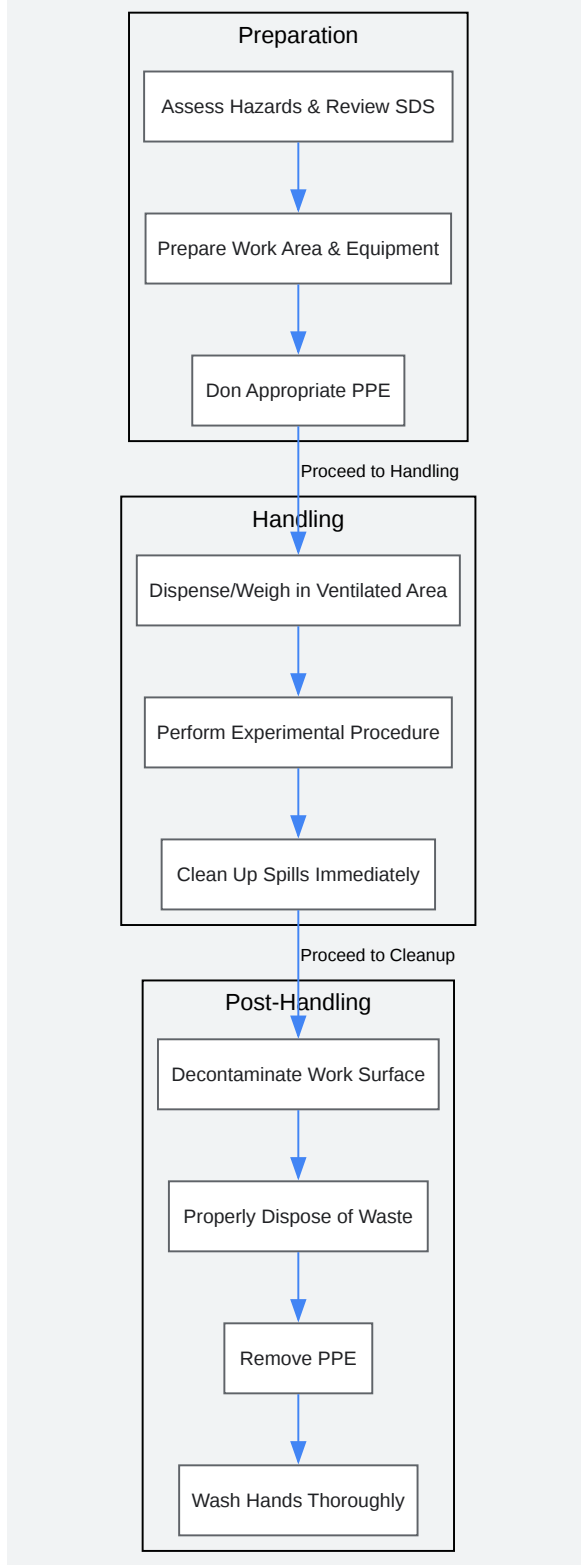 Preparation
Assess Hazards & Review SDS
Prepare Work Area & Equipment
Don Appropriate PPE
Proceed to Handling
Handling
Dispense/Weigh in Ventilated Area
Perform Experimental Procedure
Clean Up Spills Immediately
Proceed to Cleanup
Post-Handling
Decontaminate Work Surface
Properly Dispose of Waste
Remove PPE
Wash Hands Thoroughly